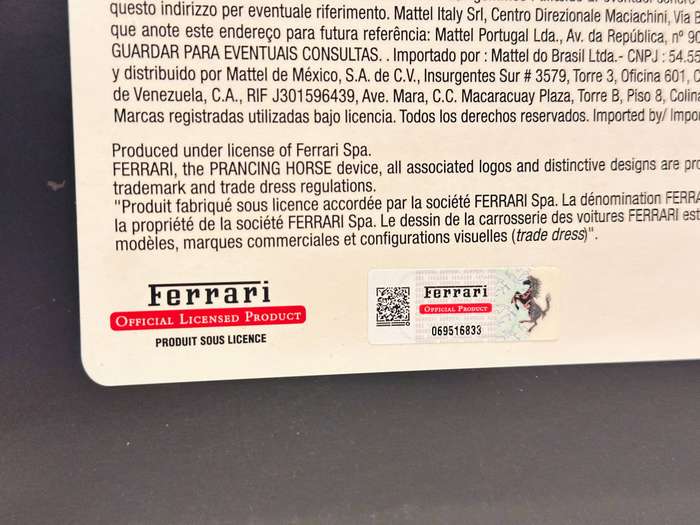 questo indirizzo per eventuale riferimento. Mattel Italy Srl, Centro Direzionale Maciachini, Via
que anote este endereço para futura referência: Mattel Portugal Lda., Av. da República, nº 90
GUARDAR PARA EVENTUAIS CONSULTAS. . Importado por : Mattel do Brasil Ltda.- CNPJ : 54.55
y distribuido por Mattel de México, S.A. de C.V., Insurgentes Sur # 3579, Torre 3, Oficina 601,
de Venezuela, C.A., RIF J301596439, Ave. Mara, C.C. Macaracuay Plaza, Torre B, Piso 8,
Marcas registradas utilizadas bajo licencia. Todos los derechos reservados. Imported by/
Produced under license of Ferrari Spa.
FERRARI, the PRANCING HORSE device, all associated logos and distinctive designs are
trademark and trade dress regulations.
"Produit fabriqué sous licence accordée par la société FERRARI Spa. La dénomination
la propriété de la société FERRARI Spa. Le dessin de la carrosserie des voitures FERRARI est
modèles, marques commerciales et configurations visuelles (trade dress)".
Ferrari
OFFICIAL LICENSED PRODUCT
PRODUIT SOUS LICENCE
Ferrari
OFFICIAL PRODUCT
069516833